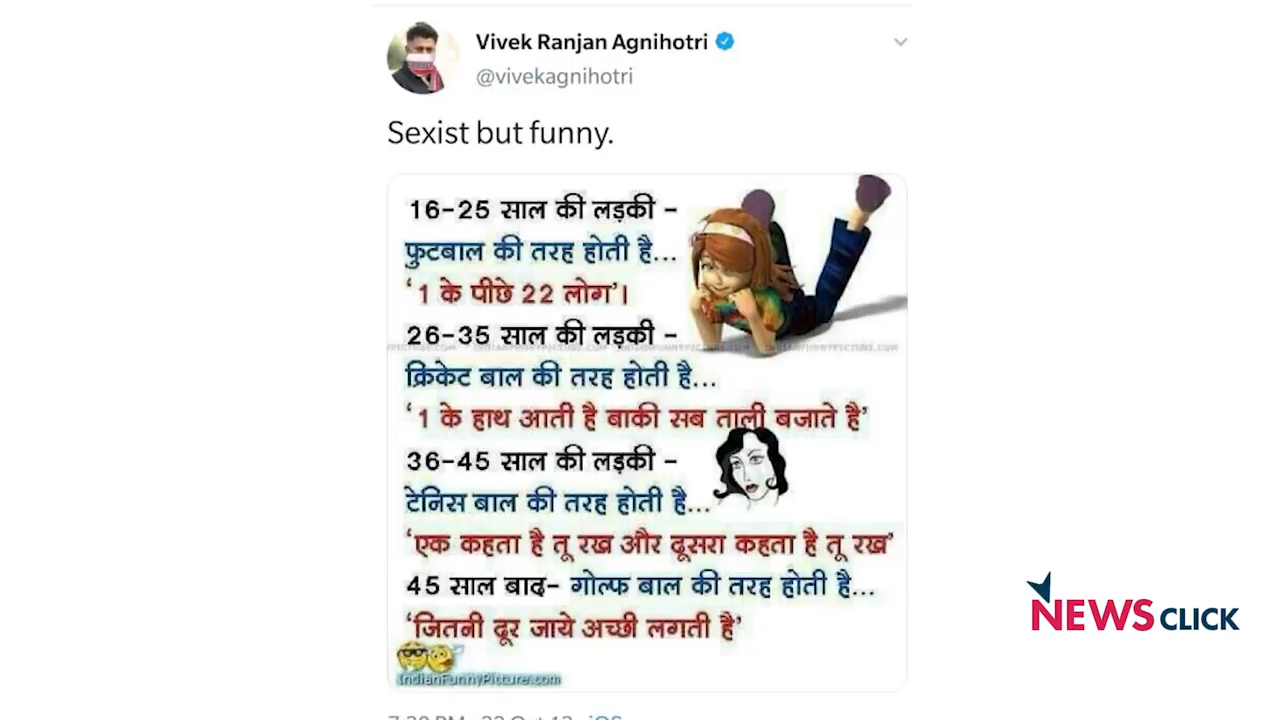 Vivek Ranjan Agnihotri
@vivekagnihotri
Sexist but funny.
16-25 साल की लड़की -
फुटबाल की तरह होती है...
'1 के पीछे 22 लोग'।
26-35 साल की लड़की -
क्रिकेट बाल की तरह होती है...
'1 के हाथ आती है बाकी सब ताली बजाते है'
36-45 साल की लड़की -
टेनिस बाल की तरह होती है...
'एक कहता है तू रख और दूसरा कहता है तू रख'
45 साल बाद- गोल्फ बाल की तरह होती है...
'जितनी दूर जाये अच्छी लगती है'
IndianFunnyPicture.com
NEWS CLICK